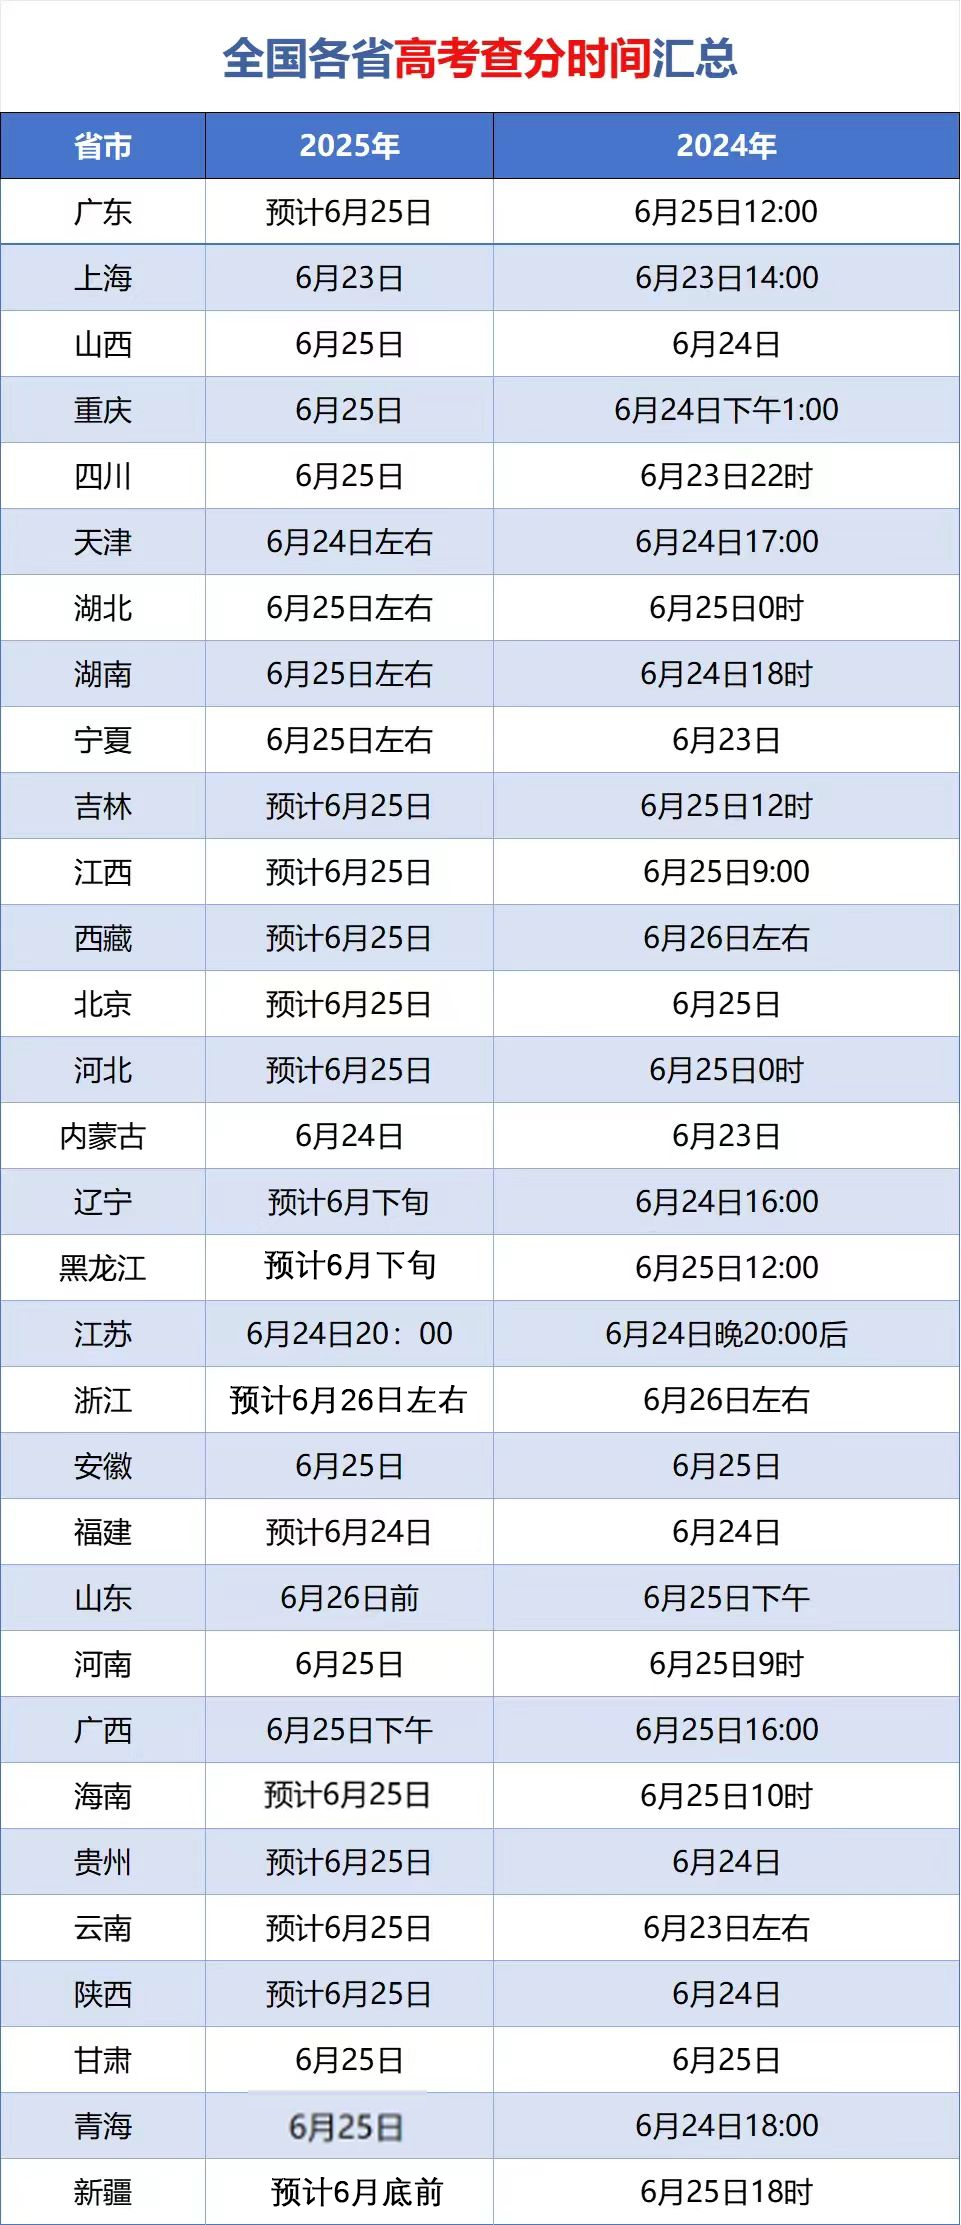 全国各省高考查分时间汇总
省市 2025年 2024年
广东 预计6月25日 6月25日12:00
上海 6月23日 6月23日14:00
山西 6月25日 6月24日
重庆 6月25日 6月24日下午1:00
四川 6月25日 6月23日22时
天津 6月24日左右 6月24日17:00
湖北 6月25日左右 6月25日0时
湖南 6月25日左右 6月24日18时
宁夏 6月25日左右 6月23日
吉林 预计6月25日 6月25日12时
江西 预计6月25日 6月25日9:00
西藏 预计6月25日 6月26日左右
北京 预计6月25日 6月25日
河北 预计6月25日 6月25日0时
内蒙古 6月24日 6月23日
辽宁 预计6月下旬 6月24日16:00
黑龙江 预计6月下旬 6月25日12:00
江苏 6月24日20：00 6月24日晚20:00后
浙江 预计6月26日左右 6月26日左右
安徽 6月25日 6月25日
福建 预计6月24日 6月24日
山东 6月26日前 6月25日下午
河南 6月25日 6月25日9时
广西 6月25日下午 6月25日16:00
海南 预计6月25日 6月25日10时
贵州 预计6月25日 6月24日
云南 预计6月25日 6月23日左右
陕西 预计6月25日 6月24日
甘肃 6月25日 6月25日
青海 6月25日 6月24日18:00
新疆 预计6月底前 6月25日18时